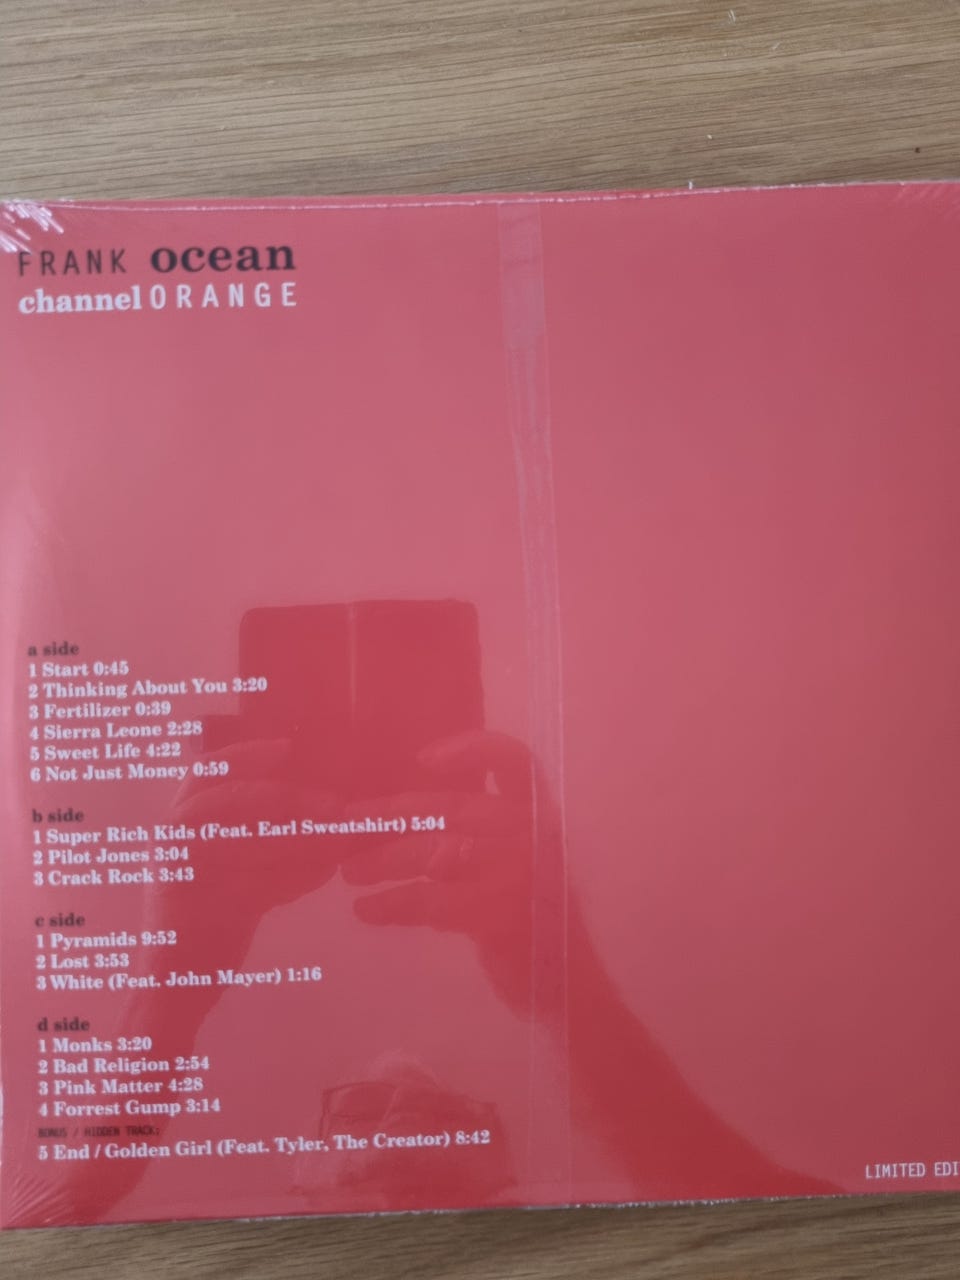 FRANK ocean
channel ORANGE
a side
1 Start 0:45
2 Thinking About You 3:20
3 Fertilizer 0:39
4 Sierra Leone 2:28
5 Sweet Life 4:22
6 Not Just Money 0:59
b side
1 Super Rich Kids (Feat. Earl Sweatshirt) 5:04
2 Pilot Jones 3:04
3 Crack Rock 3:43
c side
1 Pyramids 9:52
2 Lost 3:53
3 White (Feat. John Mayer) 1:16
d side
1 Monks 3:20
2 Bad Religion 2:54
3 Pink Matter 4:28
4 Forrest Gump 3:14
BONUS / HIDDEN TRACK:
5 End / Golden Girl (Feat. Tyler, The Creator) 8:42
LIMITED EDI